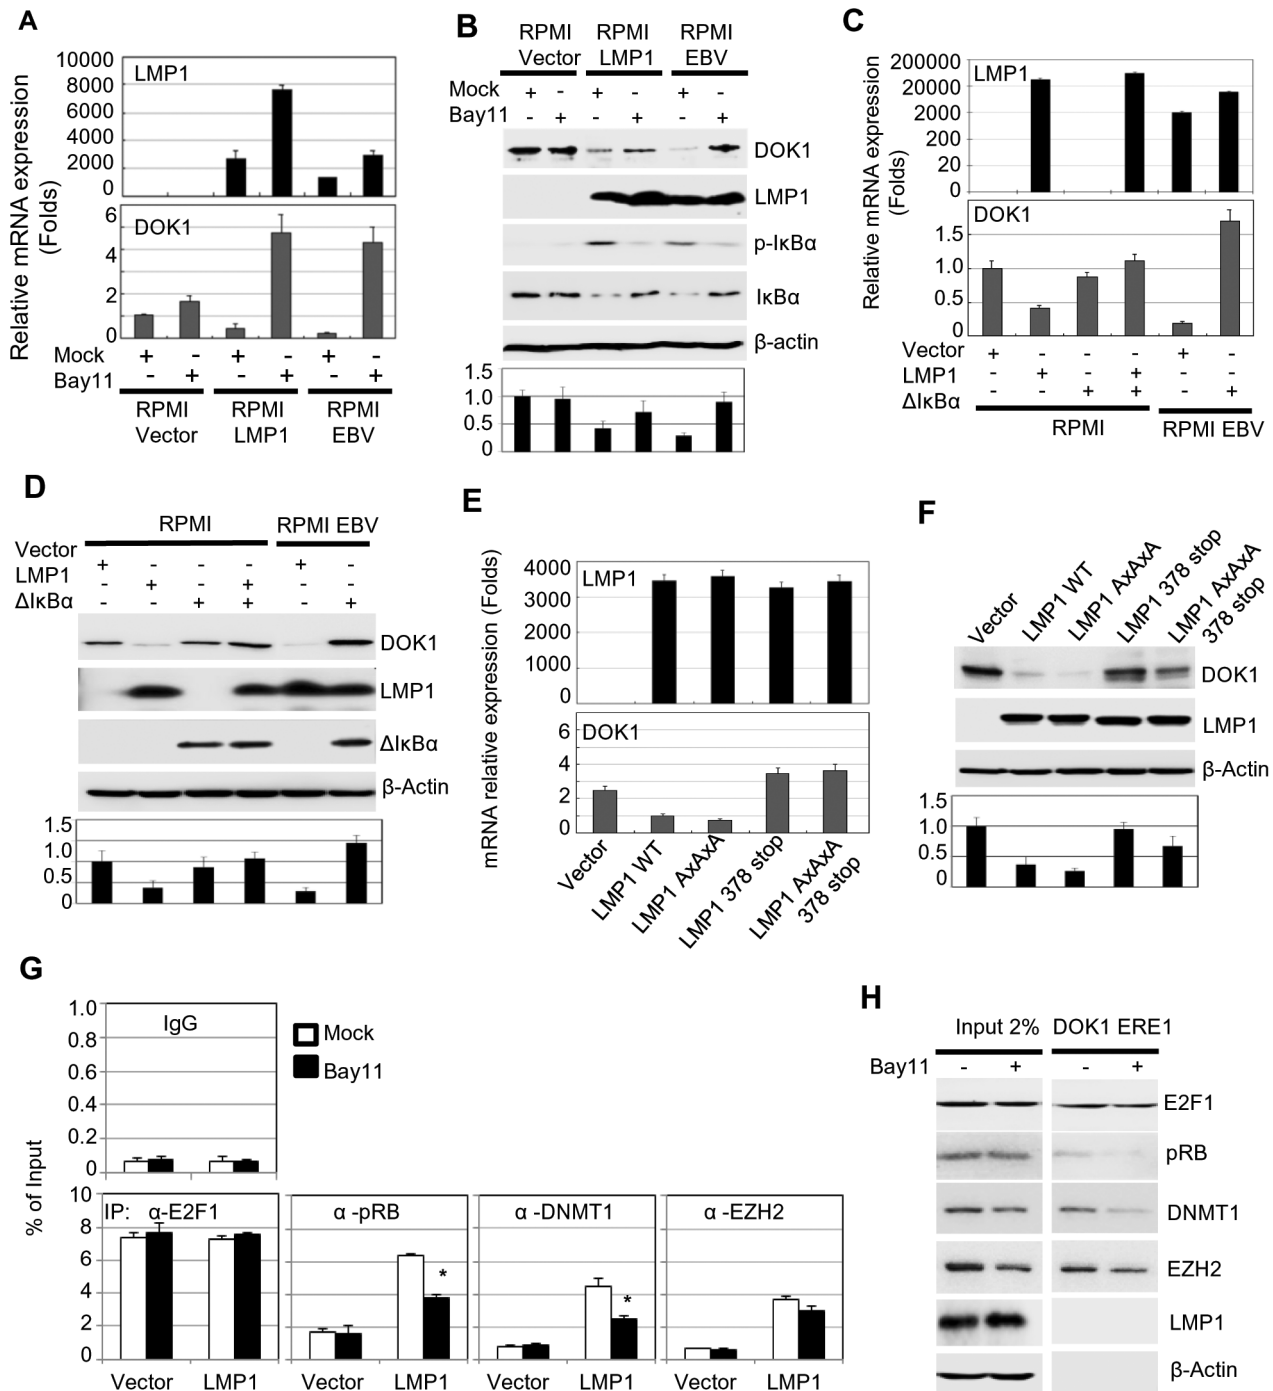 A
10000
8000
6000
4000
2000
0
LMP1
6
4
2
0
DOK1
Relative mRNA expression
(Folds)
Mock + - + - + -
Bay11 - + - + - +
RPMI RPMI RPMI
Vector LMP1 EBV
B
RPMI RPMI RPMI
Vector LMP1 EBV
Mock + - + - + -
Bay11 - + - + - +
DOK1
LMP1
p-IκBα
IκBα
β-actin
1.5
1.0
0.5
0
C
200000
20000
2000
200
20
0
LMP1
1.5
1.0
0.5
0
DOK1
Relative mRNA expression
(Folds)
Vector + - - - + -
LMP1 - + - + - -
ΔIκBα - - + + - +
RPMI RPMI EBV
D
RPMI RPMI EBV
Vector + - - - + -
LMP1 - + - + - -
ΔIκBα - - + + - +
DOK1
LMP1
ΔIκBα
β-Actin
1.5
1.0
0.5
0
E
4000
3000
2000
1000
0
LMP1
6
4
2
0
DOK1
mRNA relative expression (Folds)
Vector
LMP1 WT
LMP1 AxAxA
LMP1 378 stop
LMP1 AxAxA
378 stop
F
Vector
LMP1 WT
LMP1 AxAxA
LMP1 378 stop
LMP1 AxAxA
378 stop
DOK1
LMP1
β-Actin
1.5
1.0
0.5
0
G
1.0
0.8
0.6
0.4
0.2
0
IgG
Mock
Bay11
% of Input
10
8
6
4
2
0
IP: α-E2F1
α -pRB
α -DNMT1
α -EZH2
*
*
Vector LMP1 Vector LMP1 Vector LMP1 Vector LMP1
H
Input 2% DOK1 ERE1
Bay11 - + - +
E2F1
pRB
DNMT1
EZH2
LMP1
β-Actin